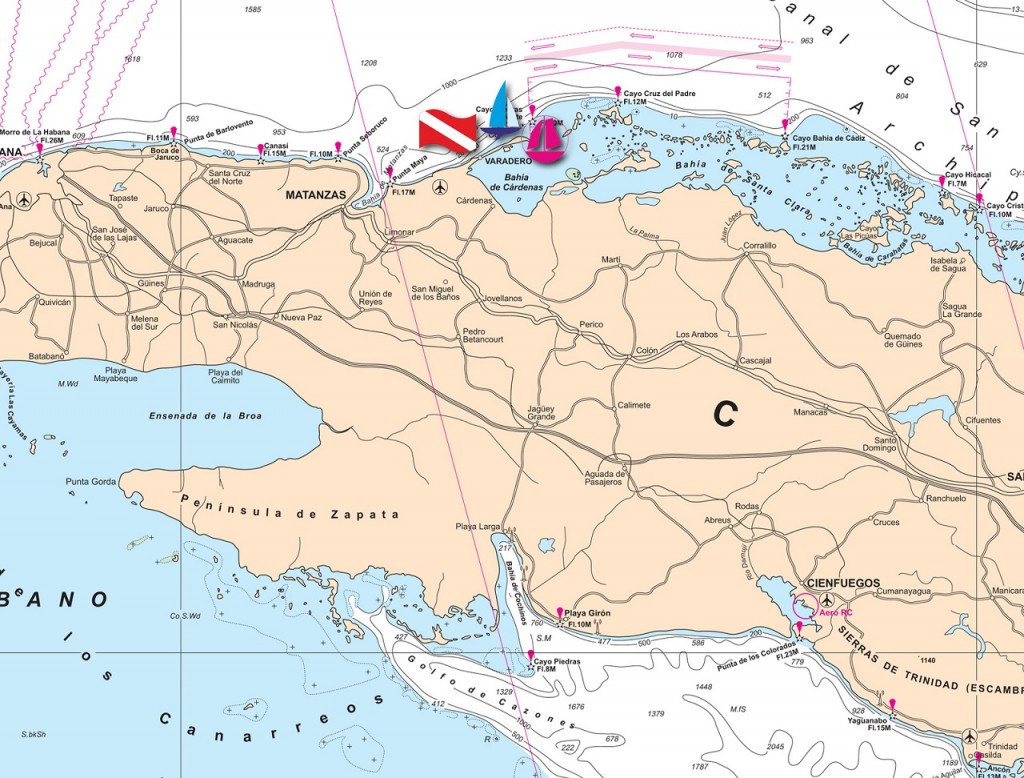 1585
1618
1208
1233
1000
963
1078
629
512
Canal de San
Archip
13
754
593
804
609
953
200
524
10
Cayo Cruz del Padre
Fl.12M
Cayo Bahía de Cádiz
Fl.21M
Cayo Hicacal
Fl.7M
Cayo Crist
Fl.10M
Cy.s
Morro de La Habana
Fl.26M
ANA
Ana
Fl.11M
Punta de Barlovento
Boca de
Jaruco
Canasí
Fl.15M
Fl.10M
Punta Seboruco
Bahía de Matanzas
Punta Maya
Fl.17M
VARADERO
Bahía
de Cárdenas
Bahía de Santa Clara
Cayo
Las Picúas
Bahía de Carahatas
Santa Cruz
del Norte
MATANZAS
Cárdenas
Tapaste
Jaruco
San José
de las Lajas
Bejucal
Aguacate
Limonar
La Palma
Juan López
Corralillo
Martí
Isabela
de Sagua
Güines
Madruga
San Miguel
de los Baños
Unión de
Reyes
Jovellanos
Quivicán
Melena
del Sur
San Nicolás
Nueva Paz
Pedro
Betancourt
Perico
Los Arabos
Colón
Cascajal
Sagua
La Grande
Quemado
de Güines
Batabanó
Playa
Mayabeque
Playa del
Caimito
M.Wd
Ensenada de la Broa
Jagüey
Grande
Calimete
C
Manacas
Santo
Domingo
Cifuentes
Punta Gorda
Península de Zapata
Aguada de
Pasajeros
Ranchuelo
Rodas
Abreus
Cruces
Playa Larga
217
Bahía de Cochinos
Río Damují
CIENFUEGOS
Cumanayagua
Manicara
Aero RC
BANO
Co.S.Wd
760
Playa Girón
Fl.10M
477
500
586
200
S.M
427
Cayo Piedras
Fl.8M
Punta de los Colorados
Fl.23M
779
SIERRAS DE TRINIDAD (ESCAMBR
1140
Golfo de Cazones
1329
1448
412
1676
1379
M.fS
928
Yaguanabo
Fl.15M
Canarreos
1000
500
678
222
2045
1787
S.bkSh
R
1189
Trinidad
Casilda
Ancón
Fl.13M